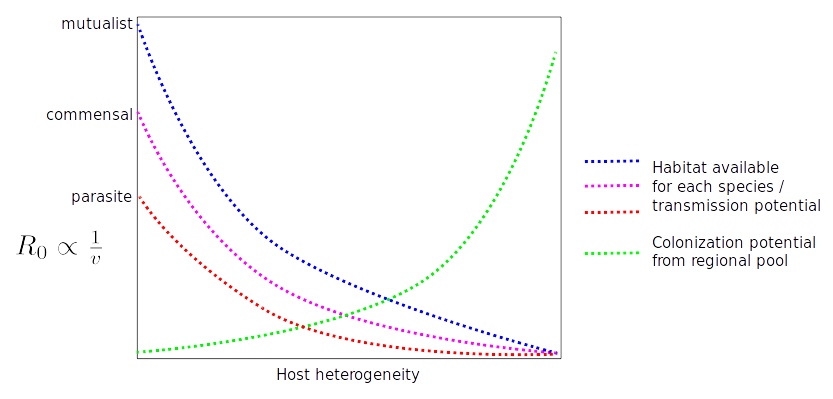 mutualist
commensal
parasite
R₀ ∝ 1/v
Host heterogeneity
Habitat available
for each species /
transmission potential
Colonization potential
from regional pool